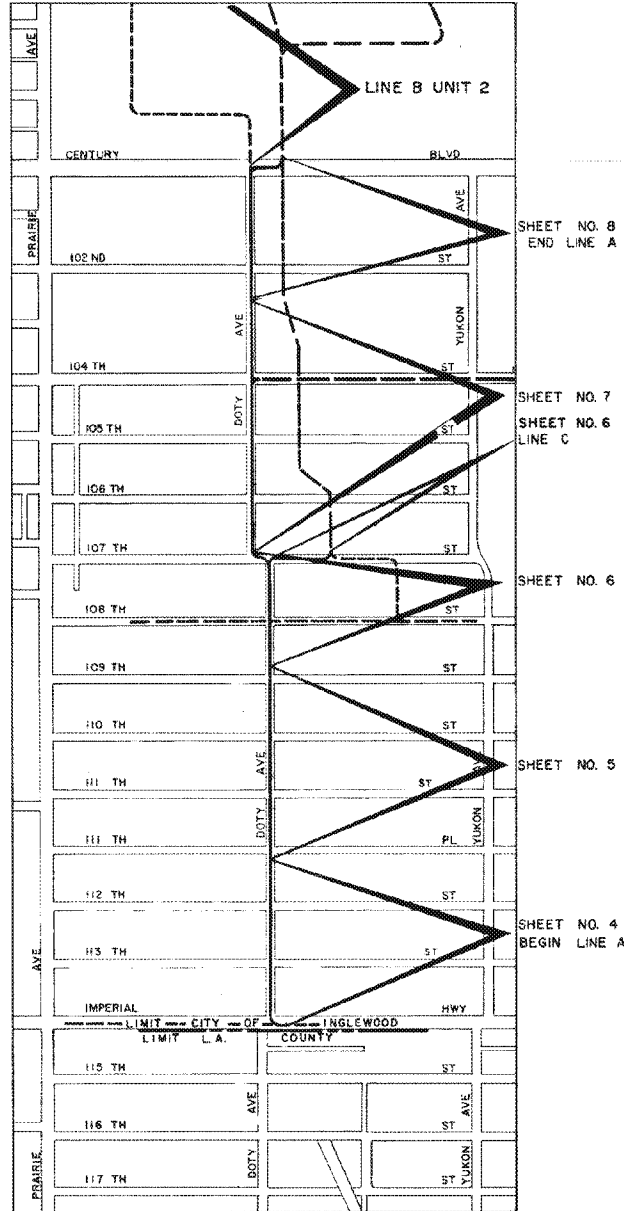 AVE
LINE B UNIT 2
CENTURY BLVD
AVE
SHEET NO. 8
END LINE A
PRAIRIE
102 ND ST
AVE
YUKON
104 TH ST
SHEET NO. 7
DOTY
SHEET NO. 6
LINE C
105 TH ST
106 TH ST
107 TH ST
SHEET NO. 6
108 TH ST
109 TH ST
110 TH ST
AVE
SHEET NO. 5
111 TH ST
DOTY
YUKON
111 TH PL
112 TH ST
SHEET NO. 4
BEGIN LINE A
AVE
113 TH ST
IMPERIAL HWY
LIMIT CITY OF INGLEWOOD
LIMIT L.A. COUNTY
115 TH ST
AVE
AVE
116 TH ST
DOTY
YUKON
PRAIRIE
117 TH ST